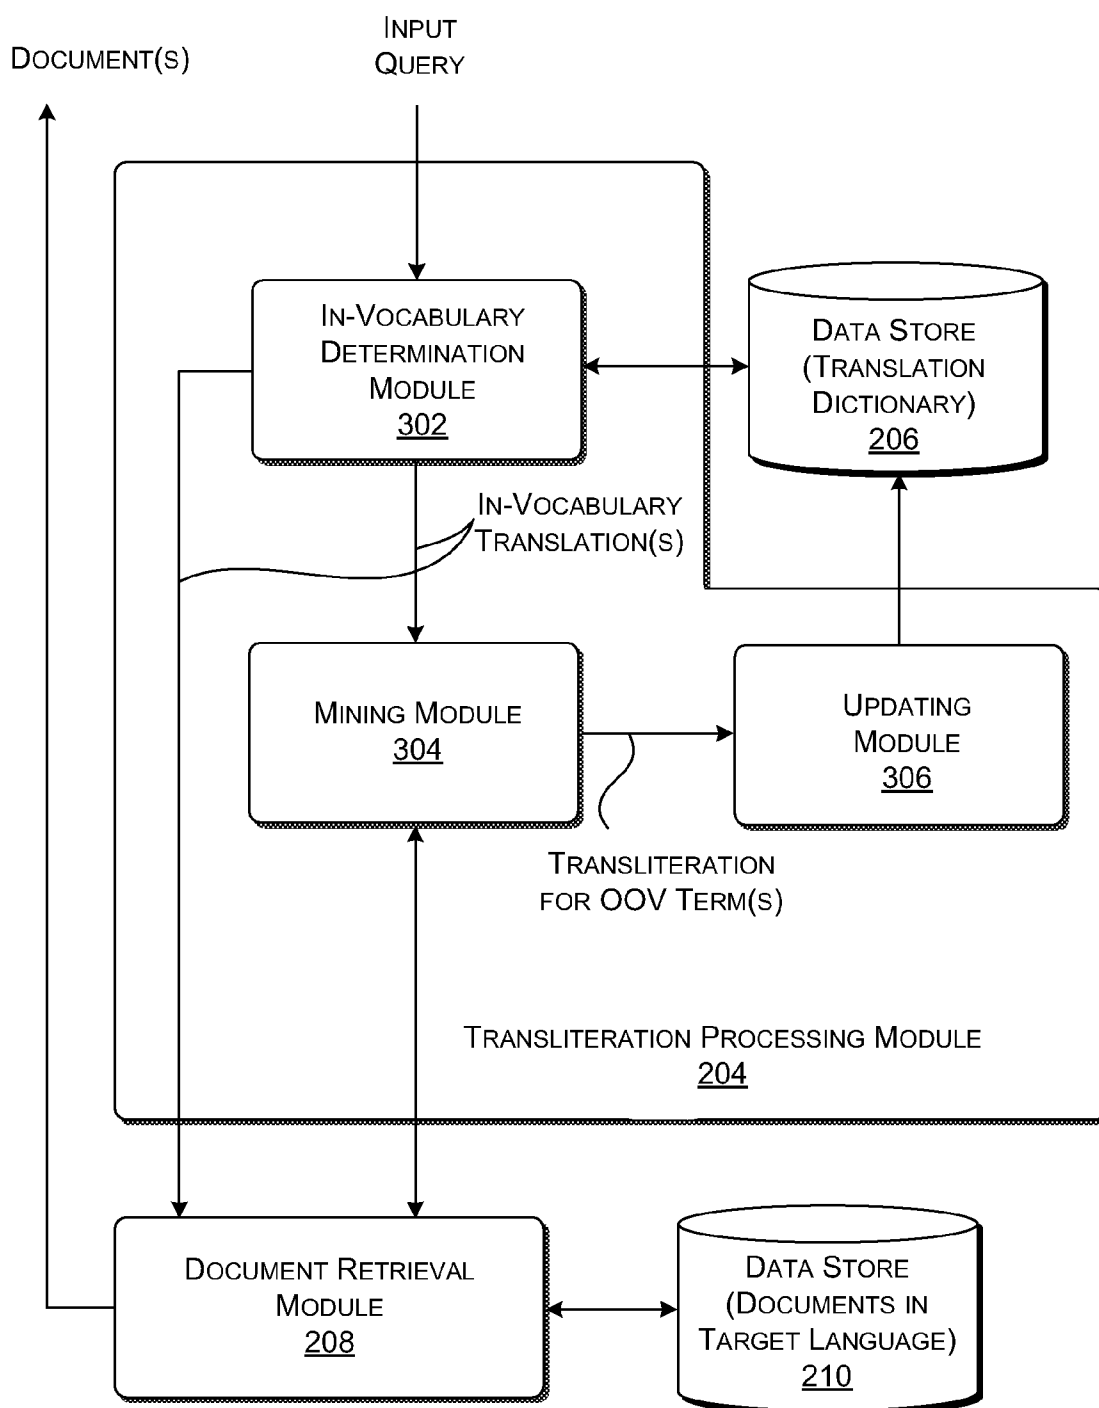 DOCUMENT(S)
INPUT
QUERY
IN-VOCABULARY
DETERMINATION
MODULE
302
DATA STORE
(TRANSLATION
DICTIONARY)
206
IN-VOCABULARY
TRANSLATION(S)
MINING MODULE
304
UPDATING
MODULE
306
TRANSLITERATION
FOR OOV TERM(S)
TRANSLITERATION PROCESSING MODULE
204
DOCUMENT RETRIEVAL
MODULE
208
DATA STORE
(DOCUMENTS IN
TARGET LANGUAGE)
210